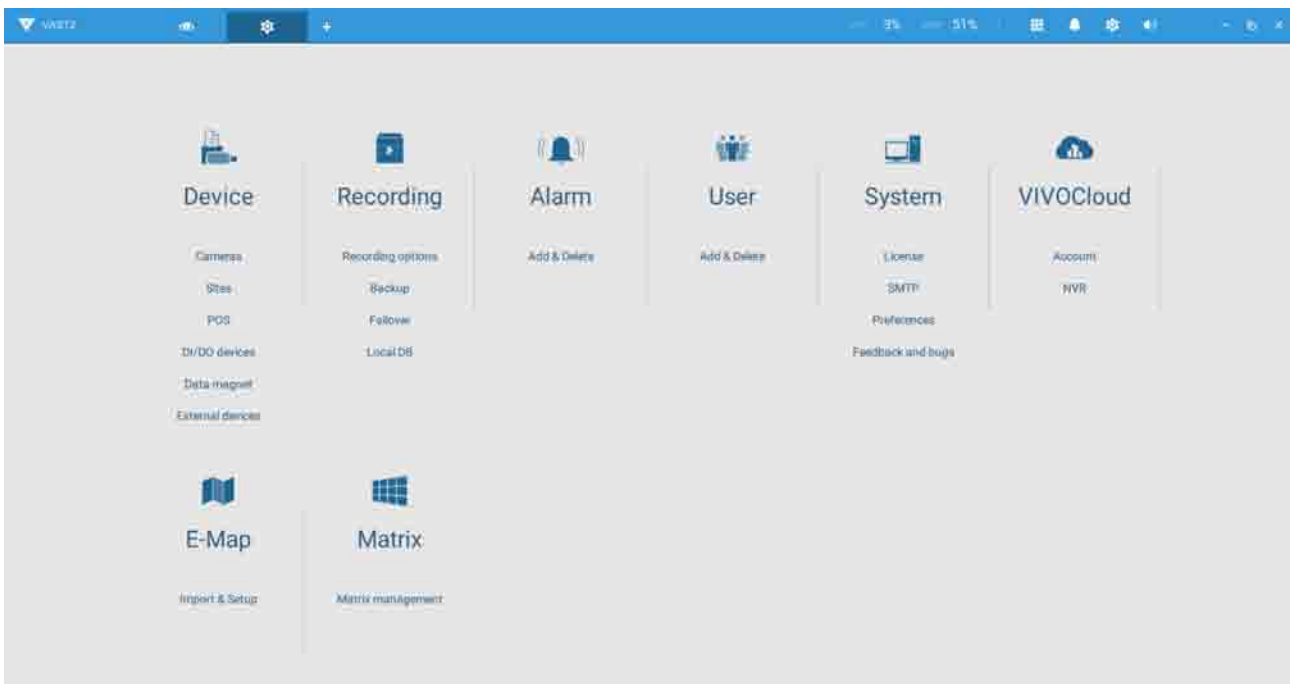 VAST2
3% 51%
Device Recording Alarm User System VIVOCloud
Cameras Recording options Add & Delete Add & Delete License Account
Sites Backup SMTP NVR
POS Failover Preferences
DI/DO devices Local DB Feedback and bugs
Data magnet
External devices
E-Map Matrix
Import & Setup Matrix management